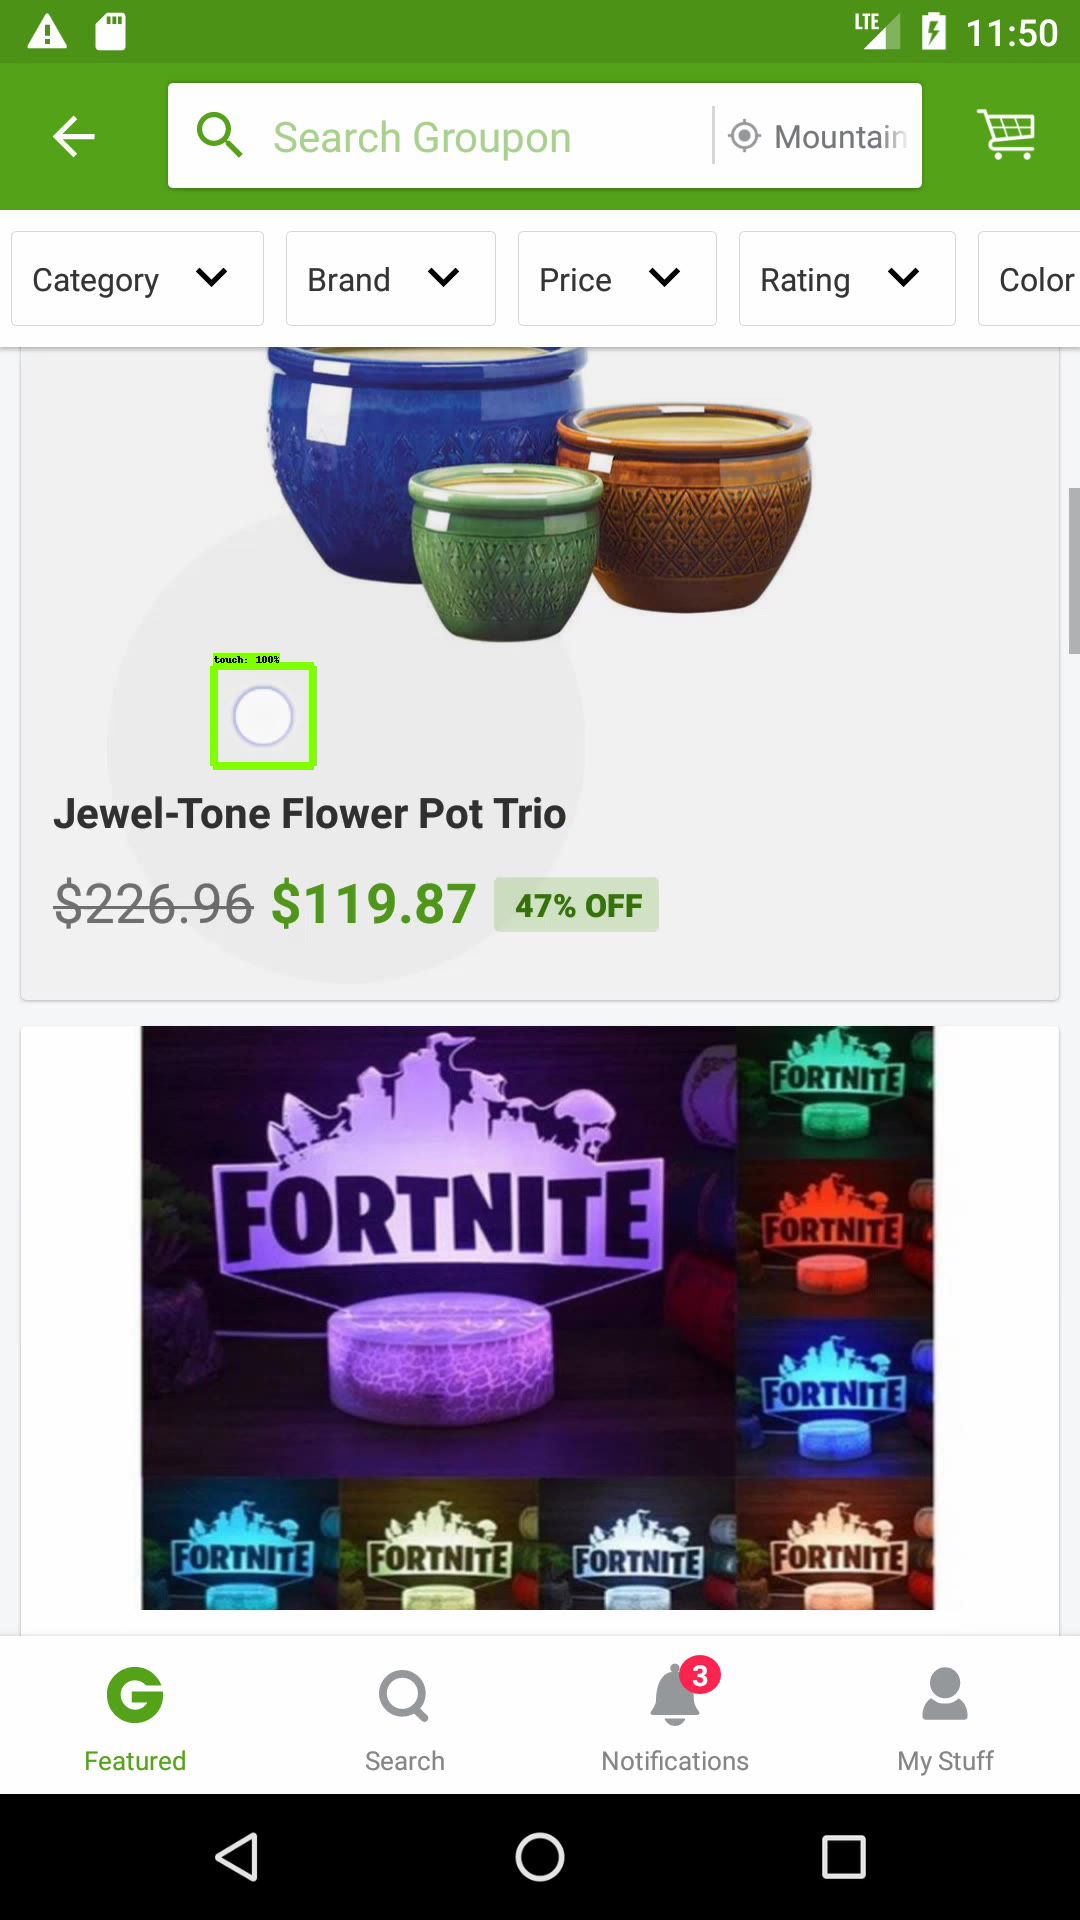 LTE 11:50
Search Groupon Mountain
Category Brand Price Rating Color
touch: 100%
Jewel-Tone Flower Pot Trio
$226.96 $119.87 47% OFF
FORTNITE
FORTNITE
FORTNITE
FORTNITE
FORTNITE FORTNITE FORTNITE FORTNITE
3
Featured Search Notifications My Stuff